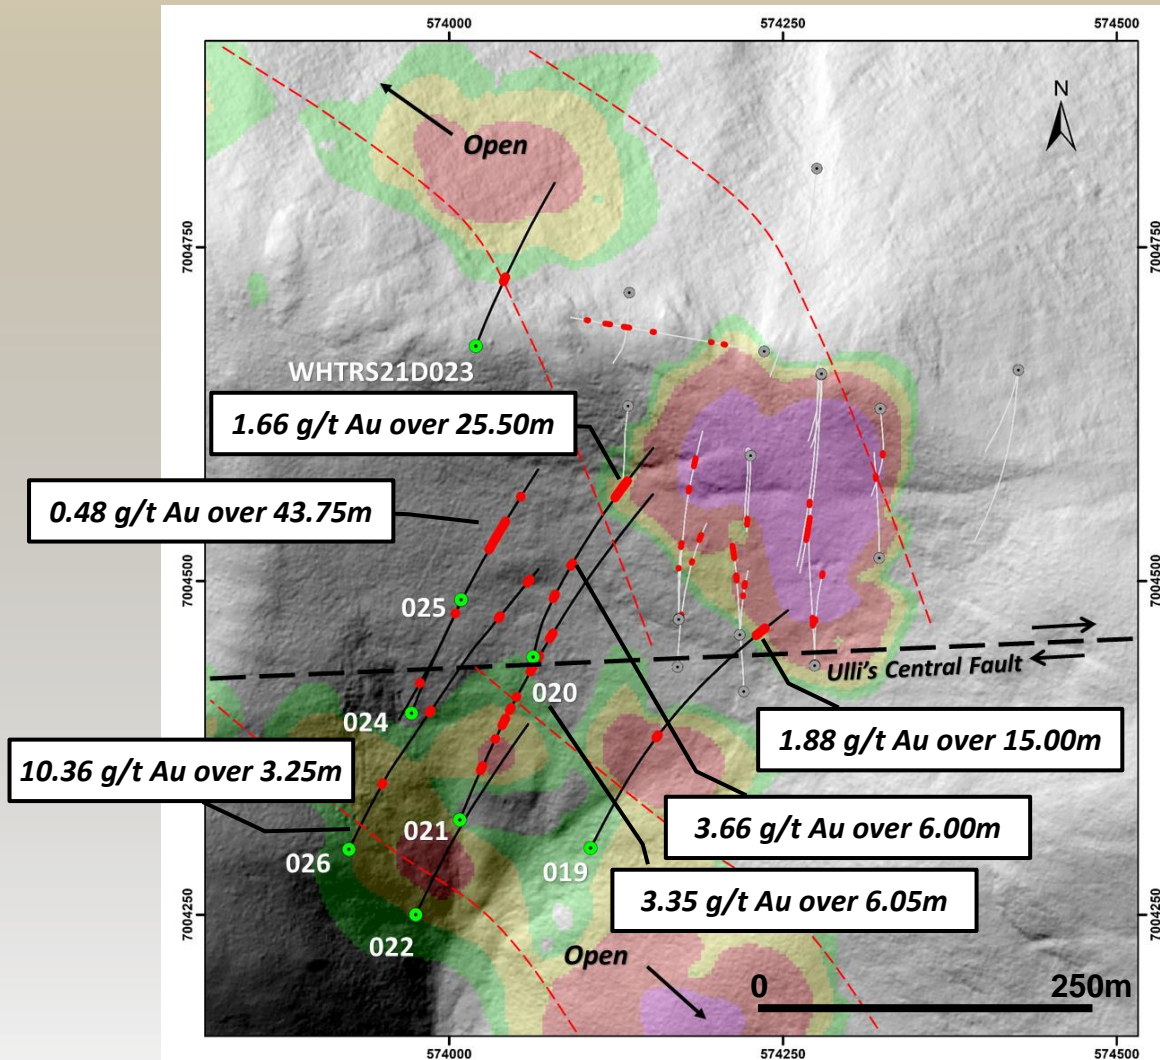 574000
574250
574500
N
Open
7004750
7004750
WHTRS21D023
1.66 g/t Au over 25.50m
0.48 g/t Au over 43.75m
7004500
7004500
025
Ulli's Central Fault
020
024
1.88 g/t Au over 15.00m
10.36 g/t Au over 3.25m
021
3.66 g/t Au over 6.00m
026
019
3.35 g/t Au over 6.05m
7004250
7004250
022
Open
0
250m
574000
574250
574500